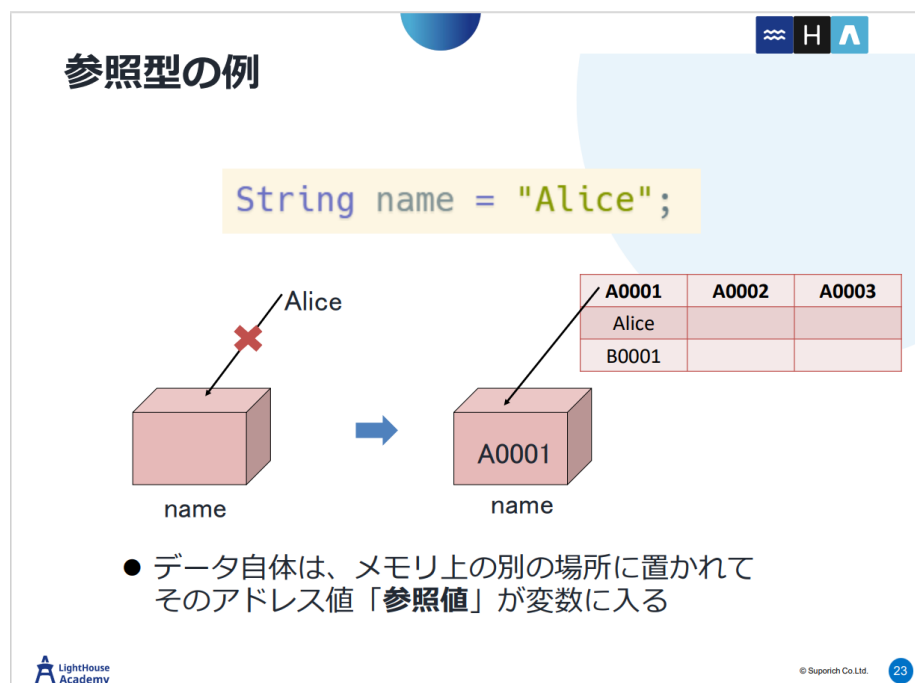 H
参照型の例
String name = "Alice";
Alice
A0001 A0002 A0003
Alice
B0001
A0001
name
name
● データ自体は、メモリ上の別の場所に置かれて
そのアドレス値「参照値」が変数に入る
LightHouse
Academy
© Suporich Co.Ltd.
23